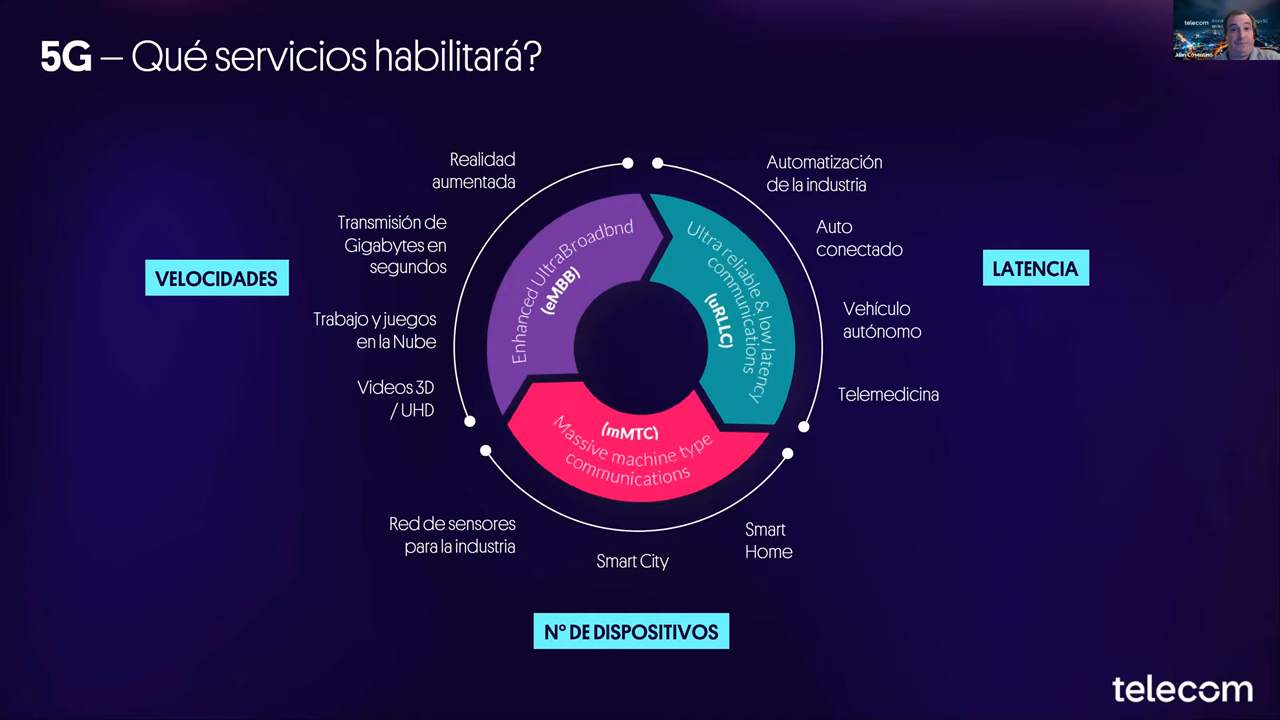 5G – Qué servicios habilitará?
telecom
Realidad
aumentada
Transmisión de
Gigabytes en
segundos
Trabajo y juegos
en la Nube
Videos 3D
/ UHD
VELOCIDADES
Enhanced UltraBroadbnd
(eMBB)
Ultra reliable & low latency
communications
(uRLLC)
Automatización
de la industria
Auto
conectado
Vehículo
autónomo
Telemedicina
LATENCIA
(mMTC)
Massive machine type
communications
Red de sensores
para la industria
Smart City
Smart
Home
N° DE DISPOSITIVOS
telecom